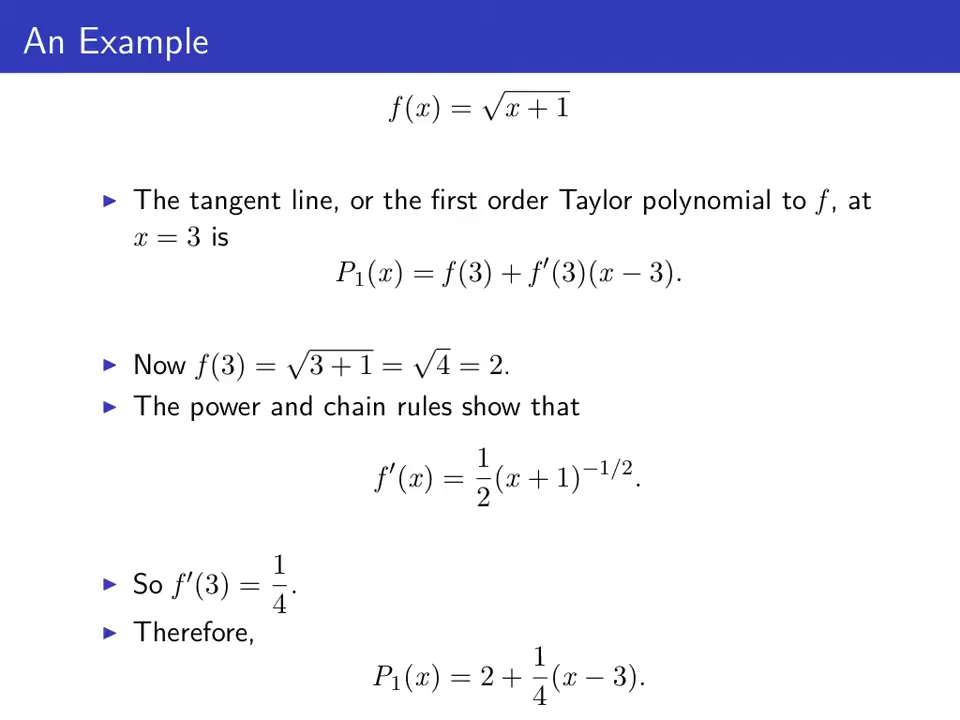 An Example
f(x) = √(x + 1)
▶ The tangent line, or the first order Taylor polynomial to f, at
x = 3 is
P₁(x) = f(3) + f′(3)(x − 3).
▶ Now f(3) = √(3 + 1) = √4 = 2.
▶ The power and chain rules show that
f′(x) = 1/2 (x + 1)^{−1/2}.
▶ So f′(3) = 1/4.
▶ Therefore,
P₁(x) = 2 + 1/4 (x − 3).